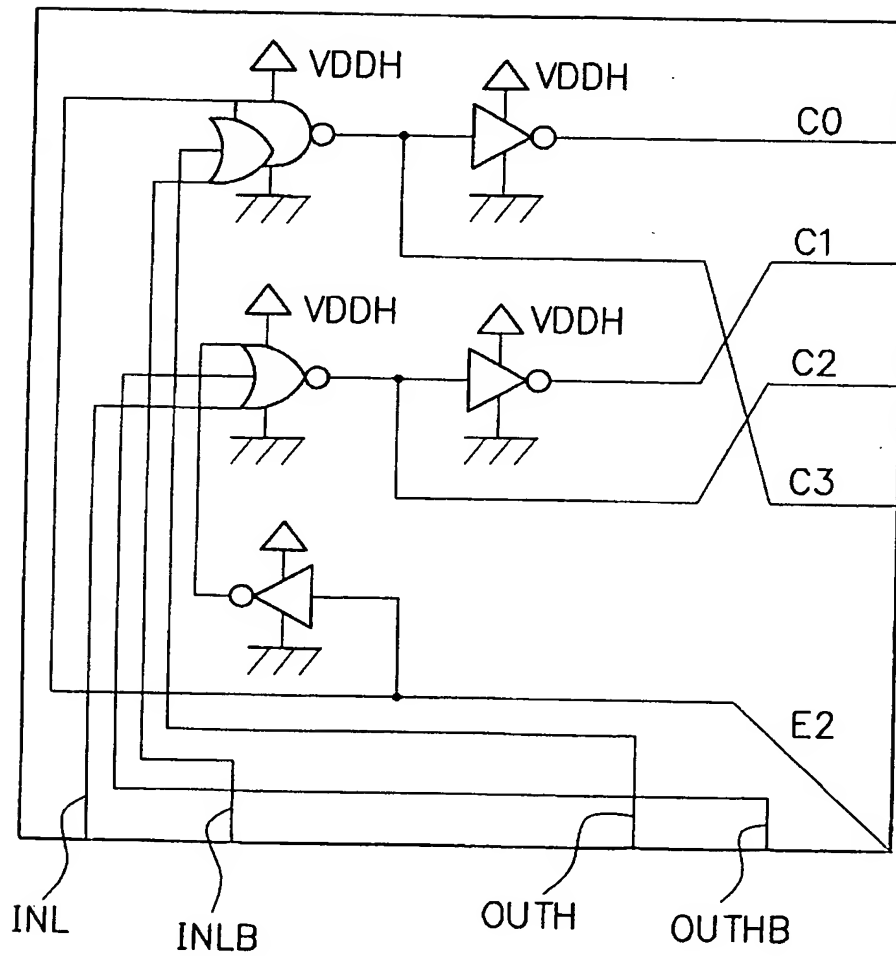 VDDH
VDDH
C0
C1
VDDH
VDDH
C2
C3
E2
INL
INLB
OUTH
OUTHB